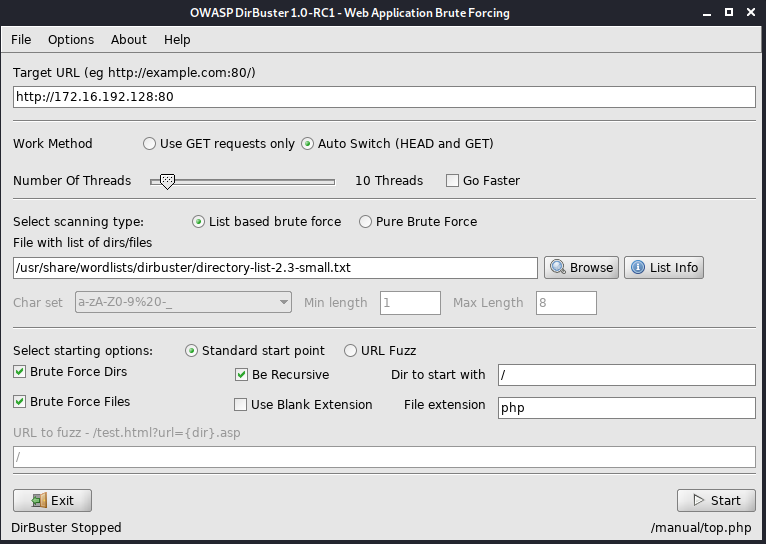 OWASP DirBuster 1.0-RC1 - Web Application Brute Forcing
File Options About Help
Target URL (eg http://example.com:80/)
http://172.16.192.128:80
Work Method Use GET requests only Auto Switch (HEAD and GET)
Number Of Threads 10 Threads Go Faster
Select scanning type: List based brute force Pure Brute Force
File with list of dirs/files
/usr/share/wordlists/dirbuster/directory-list-2.3-small.txt Browse List Info
Char set a-zA-Z0-9%20-_ Min length 1 Max Length 8
Select starting options: Standard start point URL Fuzz
Brute Force Dirs Be Recursive Dir to start with /
Brute Force Files Use Blank Extension File extension php
URL to fuzz - /test.html?url={dir}.asp
/
Exit Start
DirBuster Stopped /manual/top.php